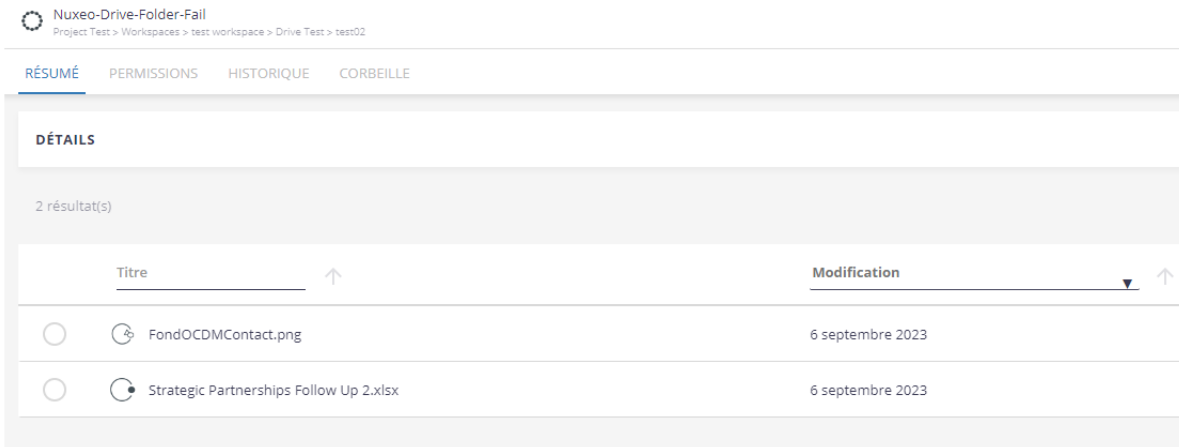 Nuxeo-Drive-Folder-Fail
Project Test > Workspaces > test workspace > Drive Test > test02
RÉSUMÉ PERMISSIONS HISTORIQUE CORBEILLE
DÉTAILS
2 résultat(s)
Titre Modification
FondOCDMContact.png 6 septembre 2023
Strategic Partnerships Follow Up 2.xlsx 6 septembre 2023